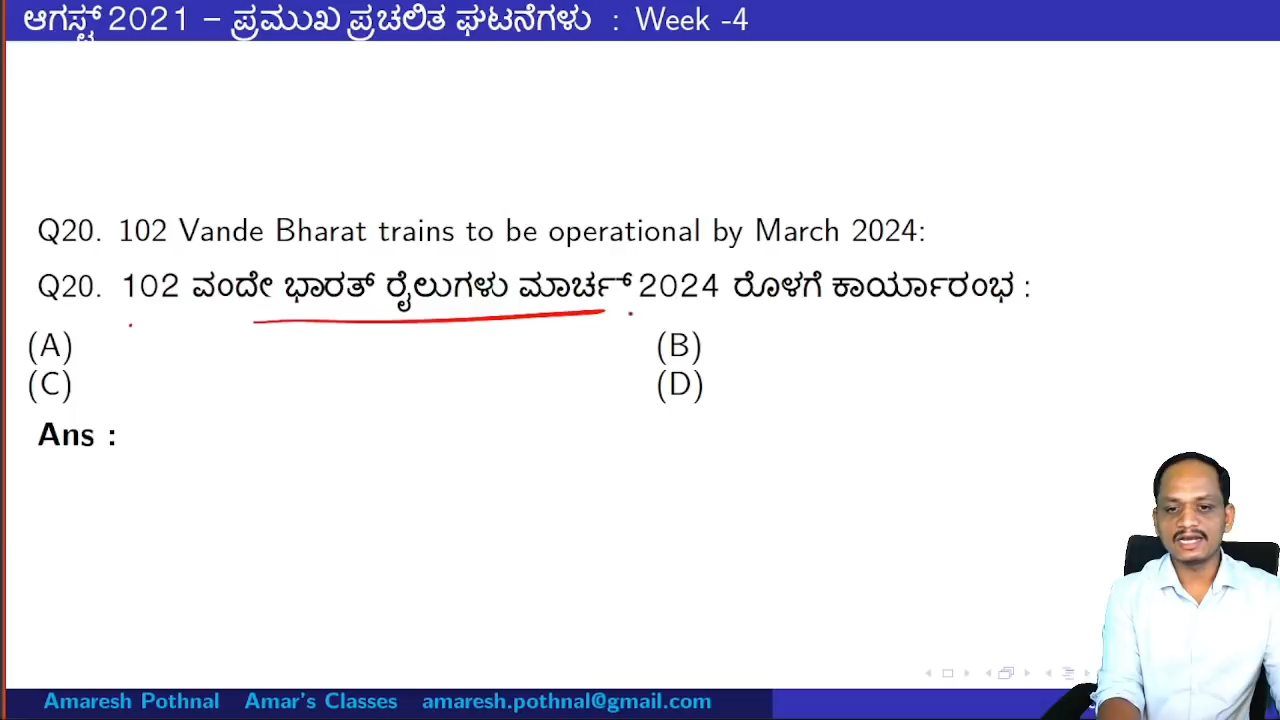 ಆಗಸ್ಟ್ 2021 – ಪ್ರಮುಖ ಪ್ರಚಲಿತ ಘಟನೆಗಳು : Week -4
Q20. 102 Vande Bharat trains to be operational by March 2024:
Q20. 102 ವಂದೇ ಭಾರತ್ ರೈಲುಗಳು ಮಾರ್ಚ್ 2024 ರೊಳಗೆ ಕಾರ್ಯಾರಂಭ :
(A) (B)
(C) (D)
Ans :
Amaresh Pothnal Amar's Classes amaresh.pothnal@gmail.com